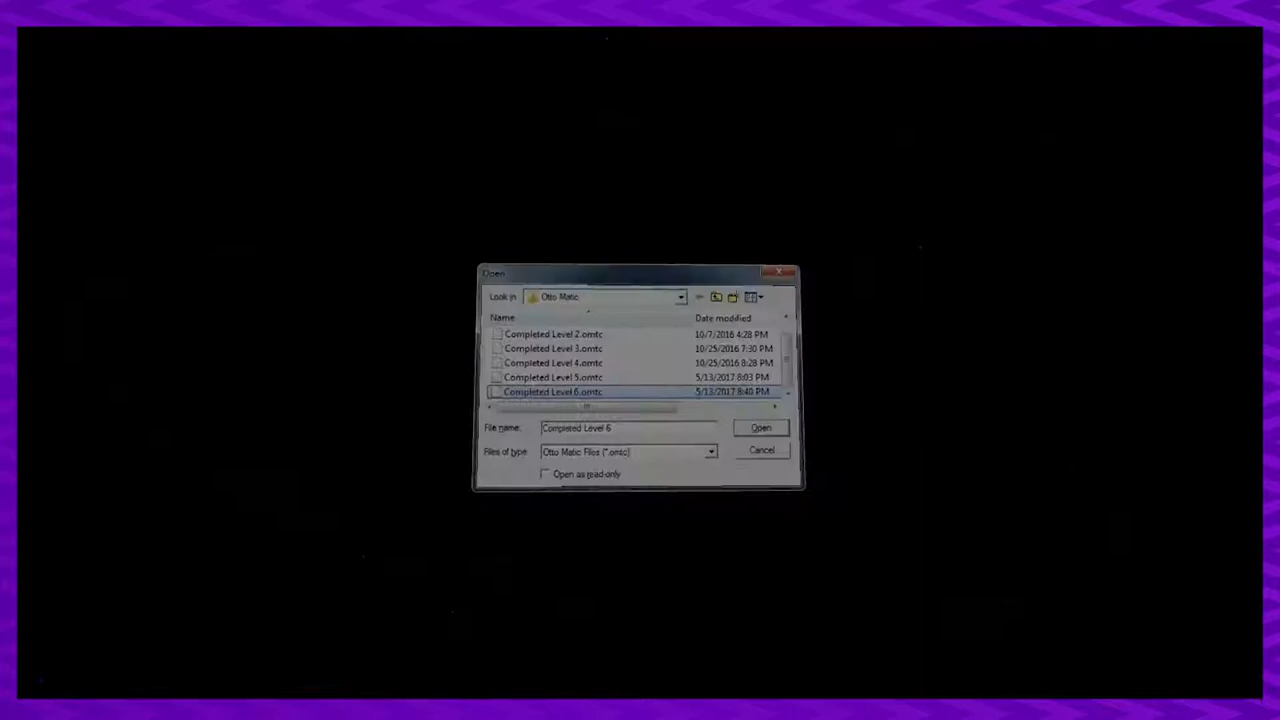 Open
Look in
Otto Matic
Name Date modified
Completed Level 2.omtc 10/7/2016 4:28 PM
Completed Level 3.omtc 10/25/2016 7:30 PM
Completed Level 4.omtc 10/25/2016 8:28 PM
Completed Level 5.omtc 5/13/2017 8:03 PM
Completed Level 6.omtc 5/13/2017 8:40 PM
File name: Completed Level 6 Open
Files of type: Otto Matic Files (*.omtc) Cancel
Open as read-only